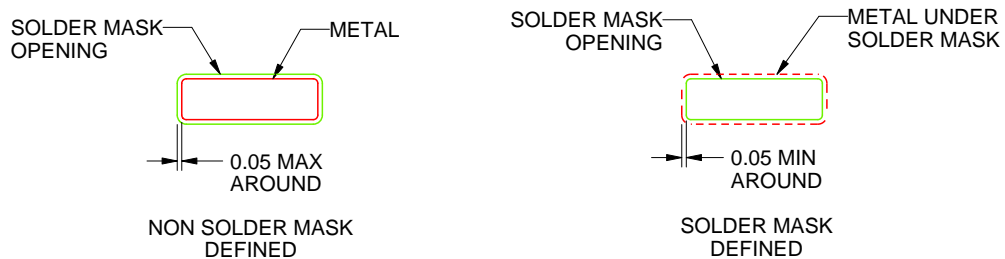 SOLDER MASK
OPENING
METAL
0.05 MAX
AROUND
NON SOLDER MASK
DEFINED
SOLDER MASK
OPENING
METAL UNDER
SOLDER MASK
0.05 MIN
AROUND
SOLDER MASK
DEFINED